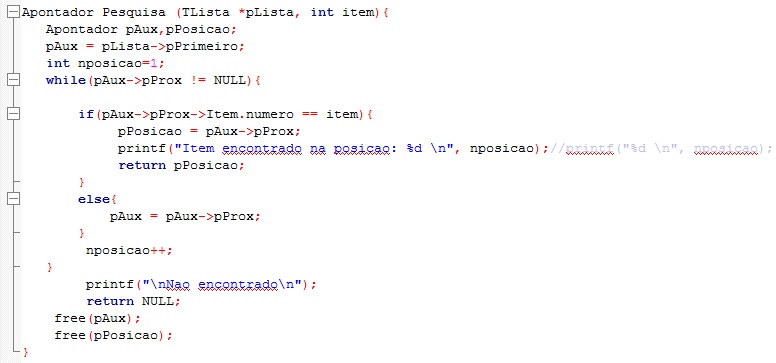 Apontador Pesquisa (TLista *pLista, int item){
Apontador pAux,pPosicao;
pAux = pLista->pPrimeiro;
int nposicao=1;
while(pAux->pProx != NULL){
if(pAux->pProx->Item.numero == item){
pPosicao = pAux->pProx;
printf("Item encontrado na posicao: %d \n", nposicao);//printf("%d \n", nposicao);
return pPosicao;
}
else{
pAux = pAux->pProx;
}
nposicao++;
}
printf("\nNao encontrado\n");
return NULL;
free(pAux);
free(pPosicao);
}